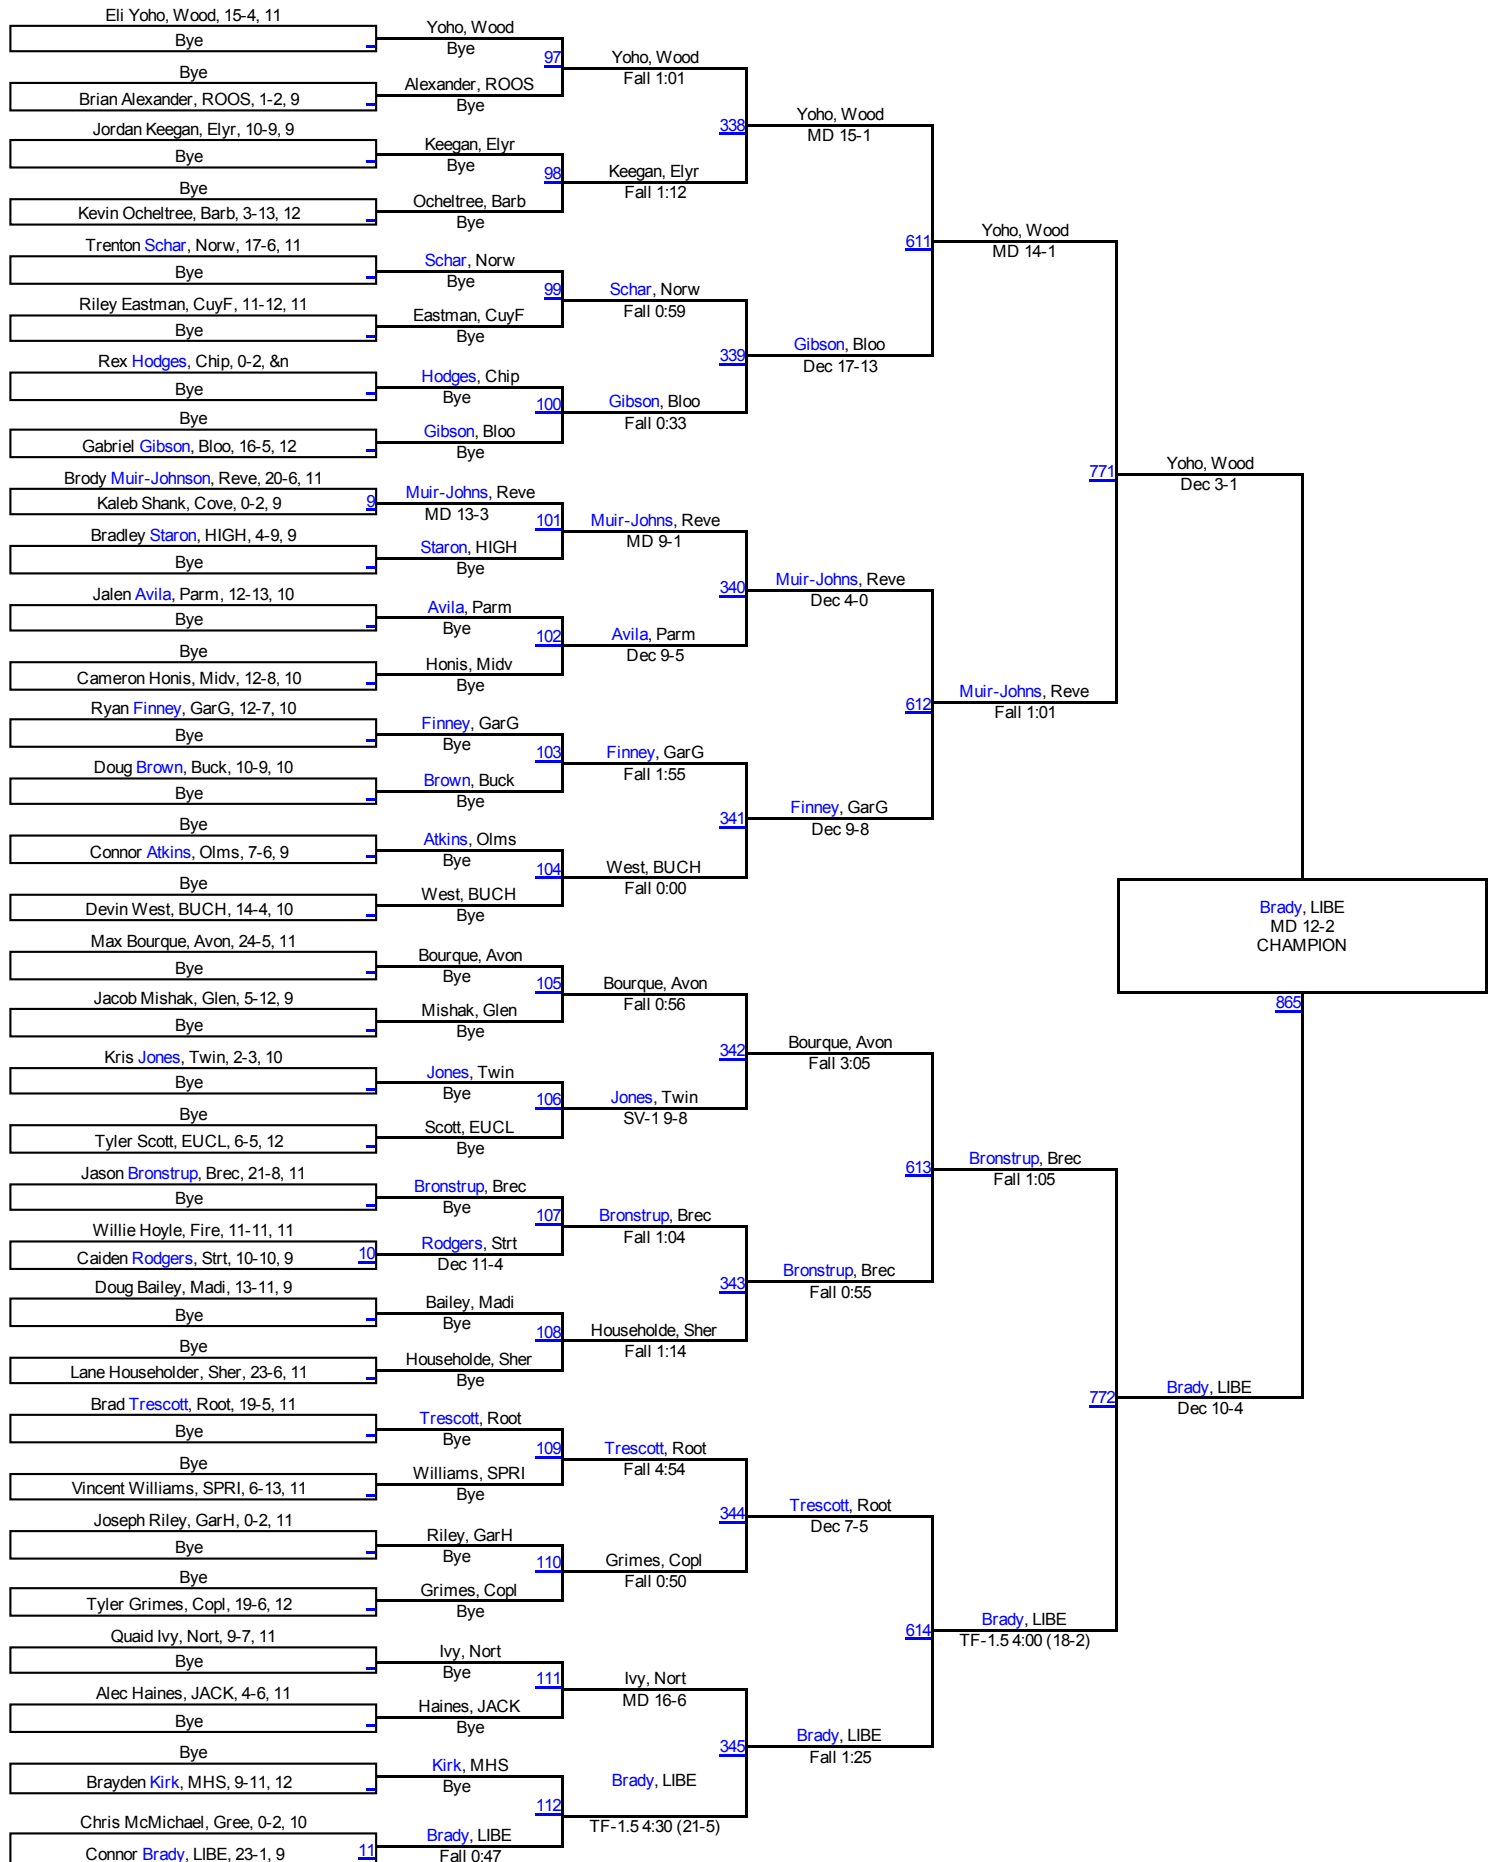 Eli Yoho, Wood, 15-4, 11
Bye
Bye
Brian Alexander, ROOS, 1-2, 9
Jordan Keegan, Elyr, 10-9, 9
Bye
Bye
Kevin Ocheltree, Barb, 3-13, 12
Trenton Schar, Norw, 17-6, 11
Bye
Riley Eastman, CuyF, 11-12, 11
Bye
Rex Hodges, Chip, 0-2, &n
Bye
Bye
Gabriel Gibson, Bloo, 16-5, 12
Brody Muir-Johnson, Reve, 20-6, 11
Kaleb Shank, Cove, 0-2, 9
9
Bradley Staron, HIGH, 4-9, 9
Bye
Jalen Avila, Parm, 12-13, 10
Bye
Bye
Cameron Honis, Midv, 12-8, 10
Ryan Finney, GarG, 12-7, 10
Bye
Doug Brown, Buck, 10-9, 10
Bye
Bye
Connor Atkins, Olms, 7-6, 9
Bye
Devin West, BUCH, 14-4, 10
Max Bourque, Avon, 24-5, 11
Bye
Jacob Mishak, Glen, 5-12, 9
Bye
Kris Jones, Twin, 2-3, 10
Bye
Bye
Tyler Scott, EUCL, 6-5, 12
Jason Bronstrup, Brec, 21-8, 11
Bye
Willie Hoyle, Fire, 11-11, 11
Caiden Rodgers, Strt, 10-10, 9
10
Doug Bailey, Madi, 13-11, 9
Bye
Bye
Lane Householder, Sher, 23-6, 11
Brad Trescott, Root, 19-5, 11
Bye
Bye
Vincent Williams, SPRI, 6-13, 11
Joseph Riley, GarH, 0-2, 11
Bye
Bye
Tyler Grimes, Copl, 19-6, 12
Quaid Ivy, Nort, 9-7, 11
Bye
Alec Haines, JACK, 4-6, 11
Bye
Bye
Brayden Kirk, MHS, 9-11, 12
Chris McMichael, Gree, 0-2, 10
Connor Brady, LIBE, 23-1, 9
11
Yoho, Wood
Bye
97
Alexander, ROOS
Bye
Keegan, Elyr
Bye
98
Ocheltree, Barb
Bye
Schar, Norw
Bye
99
Eastman, CuyF
Bye
Hodges, Chip
Bye
100
Gibson, Bloo
Bye
Muir-Johns, Reve
MD 13-3
101
Staron, HIGH
Bye
Avila, Parm
Bye
102
Honis, Midv
Bye
Finney, GarG
Bye
103
Brown, Buck
Bye
Atkins, Olms
Bye
104
West, BUCH
Bye
Bourque, Avon
Bye
105
Mishak, Glen
Bye
Jones, Twin
Bye
106
Scott, EUCL
Bye
Bronstrup, Brec
Bye
107
Rodgers, Strt
Dec 11-4
Bailey, Madi
Bye
108
Householde, Sher
Bye
Trescott, Root
Bye
109
Williams, SPRI
Bye
Riley, GarH
Bye
110
Grimes, Copl
Bye
Ivy, Nort
Bye
111
Haines, JACK
Bye
Kirk, MHS
Bye
112
Brady, LIBE
Fall 0:47
Yoho, Wood
Fall 1:01
338
Keegan, Elyr
Fall 1:12
Schar, Norw
Fall 0:59
339
Gibson, Bloo
Fall 0:33
Muir-Johns, Reve
MD 9-1
340
Avila, Parm
Dec 9-5
Finney, GarG
Fall 1:55
341
West, BUCH
Fall 0:00
Bourque, Avon
Fall 0:56
342
Jones, Twin
SV-1 9-8
Bronstrup, Brec
Fall 1:04
343
Householde, Sher
Fall 1:14
Trescott, Root
Fall 4:54
344
Grimes, Copl
Fall 0:50
Ivy, Nort
MD 16-6
345
Brady, LIBE
TF-1.5 4:30 (21-5)
Yoho, Wood
MD 15-1
611
Gibson, Bloo
Dec 17-13
Muir-Johns, Reve
Dec 4-0
612
Finney, GarG
Dec 9-8
Bourque, Avon
Fall 3:05
613
Bronstrup, Brec
Fall 0:55
Trescott, Root
Dec 7-5
614
Brady, LIBE
Fall 1:25
Yoho, Wood
MD 14-1
771
Muir-Johns, Reve
Fall 1:01
Bronstrup, Brec
Fall 1:05
772
Brady, LIBE
TF-1.5 4:00 (18-2)
Yoho, Wood
Dec 3-1
Brady, LIBE
MD 12-2
CHAMPION
865
Brady, LIBE
Dec 10-4